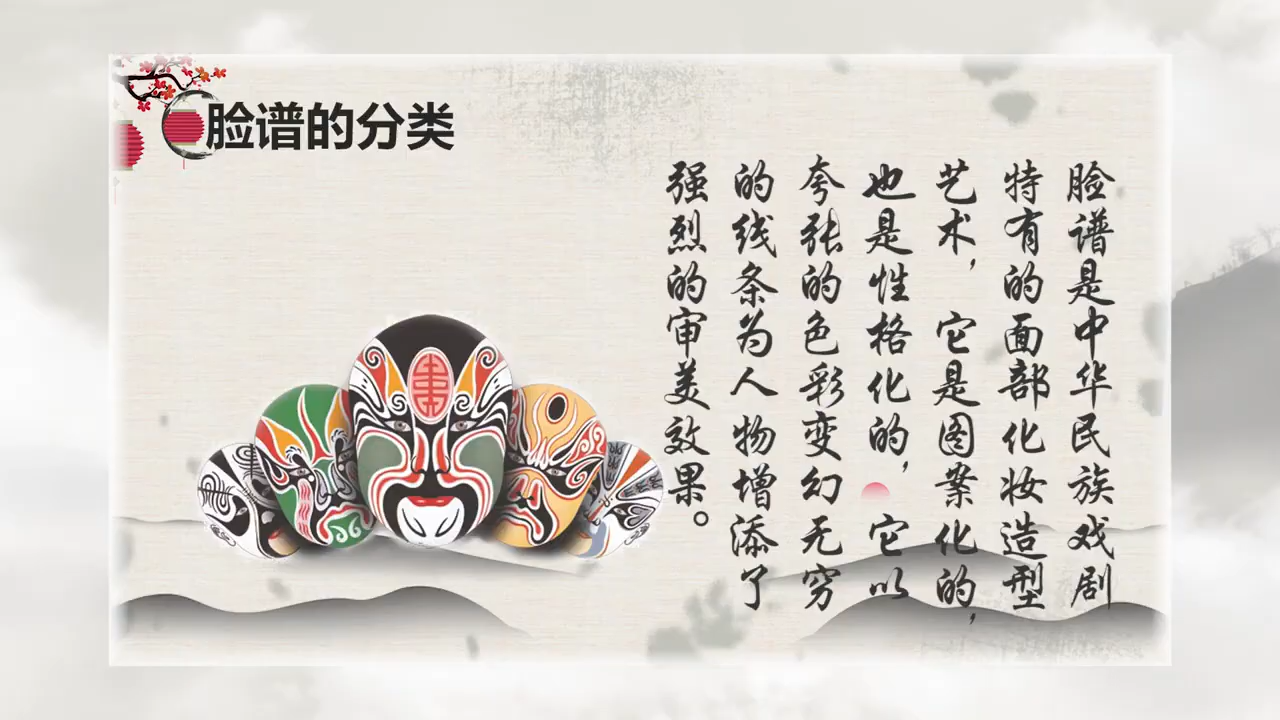 脸谱的分类
脸谱是中华民族戏剧
特有的面部化妆造型
艺术，它是图案化的，
也是性格化的，它以
夸张的色彩变幻无穷
的线条为人物增添了
强烈的审美效果。